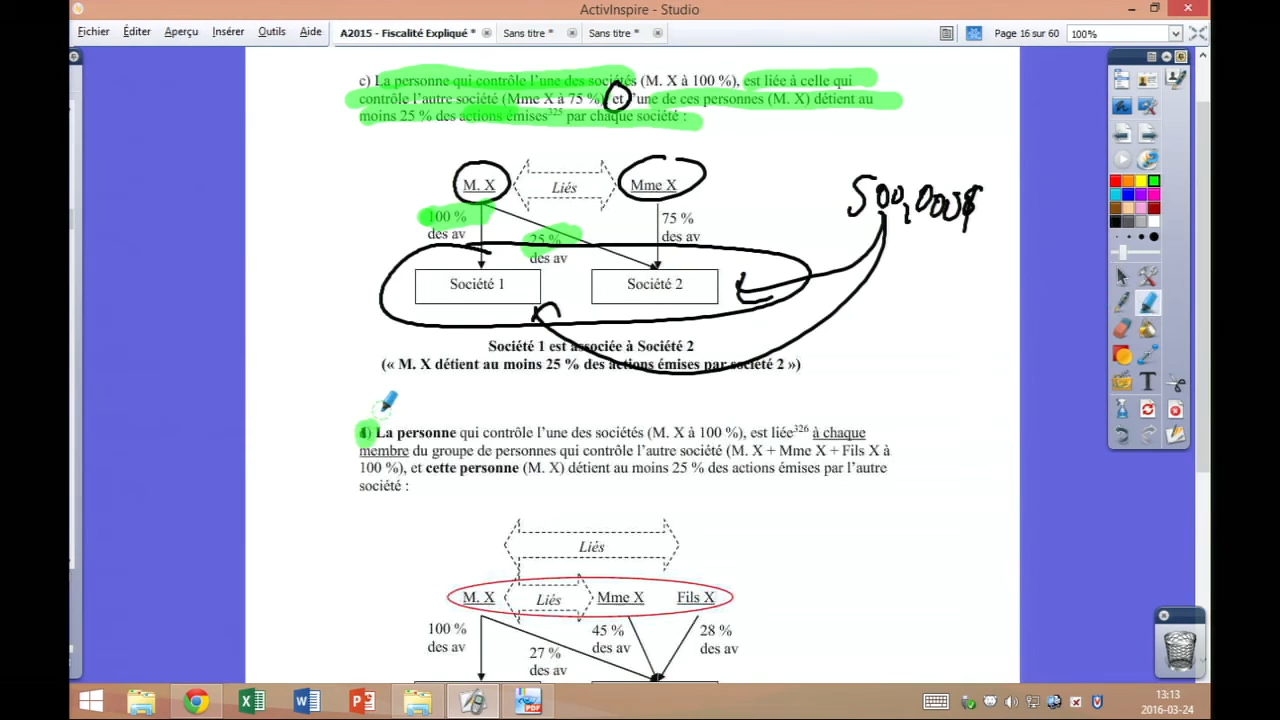 ActivInspire - Studio
Fichier Éditer Aperçu Insérer Outils Aide
A2015 - Fiscalité Expliqué * Sans titre * Sans titre *
Page 16 sur 60 100%
c) La personne qui contrôle l'une des sociétés (M. X à 100 %), est liée à celle qui
contrôle l'autre société (Mme X à 75 %) et l'une de ces personnes (M. X) détient au
moins 25 % des actions émises325 par chaque société :
M. X Liés Mme X
500,000$
100 %
des av
25 %
des av
75 %
des av
Société 1 Société 2
Société 1 est associée à Société 2
(« M. X détient au moins 25 % des actions émises par société 2 »)
d) La personne qui contrôle l'une des sociétés (M. X à 100 %), est liée326 à chaque
membre du groupe de personnes qui contrôle l'autre société (M. X + Mme X + Fils X à
100 %), et cette personne (M. X) détient au moins 25 % des actions émises par l'autre
société :
Liés
M. X Liés Mme X Fils X
100 %
des av
27 %
des av
45 %
des av
28 %
des av
13:13
2016-03-24